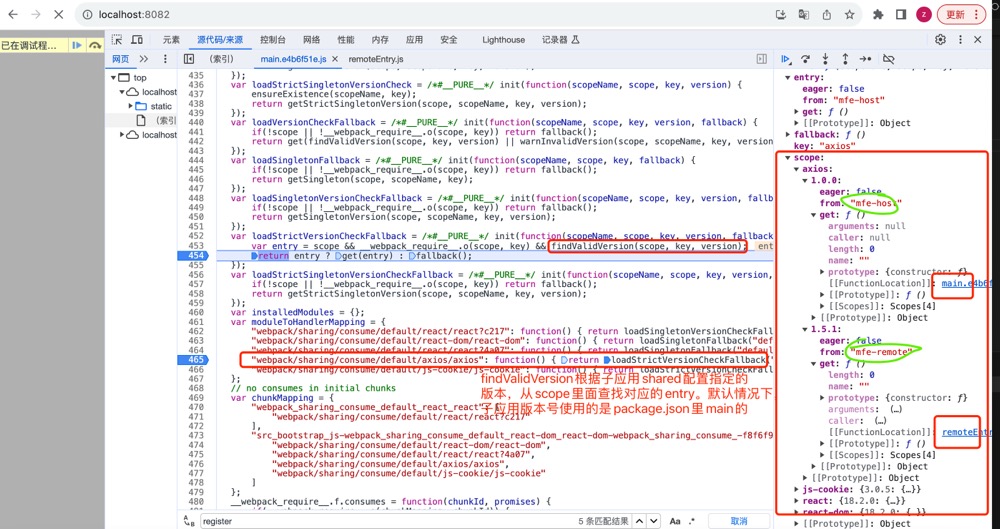 localhost:8082
更新
已在调试程...
元素
源代码/来源
控制台
网络
性能
内存
应用
安全
Lighthouse
记录器
网页
(索引)
main.e4b6f51e.js
remoteEntry.js
top
localhost
static
(索引
localhost
435 });
436 var loadStrictSingletonVersionCheck = /*#__PURE__*/ init(function(scopeName, scope, key, version) {
437 ensureExistence(scopeName, key);
438 return getStrictSingletonVersion(scope, scopeName, key, version);
439 });
440 var loadVersionCheckFallback = /*#__PURE__*/ init(function(scopeName, scope, key, version, fallback) {
441 if(!scope || !__webpack_require__.o(scope, key)) return fallback();
442 return get(findValidVersion(scope, key, version) || warnInvalidVersion(scope, scopeName, key, version
443 });
444 var loadSingletonFallback = /*#__PURE__*/ init(function(scopeName, scope, key, fallback) {
445 if(!scope || !__webpack_require__.o(scope, key)) return fallback();
446 return getSingleton(scope, scopeName, key);
447 });
448 var loadSingletonVersionCheckFallback = /*#__PURE__*/ init(function(scopeName, scope, key, version, fallb
449 if(!scope || !__webpack_require__.o(scope, key)) return fallback();
450 return getSingletonVersion(scope, scopeName, key, version);
451 });
452 var loadStrictVersionCheckFallback = /*#__PURE__*/ init(function(scopeName, scope, key, version, fallback
453 var entry = scope && __webpack_require__.o(scope, key) && findValidVersion(scope, key, version); ent
454 return entry ? get(entry) : fallback();
455 });
456 var loadStrictSingletonVersionCheckFallback = /*#__PURE__*/ init(function(scopeName, scope, key, version,
457 if(!scope || !__webpack_require__.o(scope, key)) return fallback();
458 return getStrictSingletonVersion(scope, scopeName, key, version);
459 });
460 var installedModules = {};
461 var moduleToHandlerMapping = {
462 "webpack/sharing/consume/default/react/react?c217": function() { return loadSingletonVersionCheckFall
463 "webpack/sharing/consume/default/react-dom/react-dom": function() { return loadSingletonFallback("def
464 "webpack/sharing/consume/default/react/react?4a07": function() { return loadSingletonFallback("defaul
465 "webpack/sharing/consume/default/axios/axios": function() { return loadStrictVersionCheckFallback("
466 "webpack/sharing/consume/default/js-cookie/js-cookie": function() { return
467 };
468 // no consumes in initial chunks
469 var chunkMapping = {
470 "webpack_sharing_consume_default_react_react": [
471 "webpack/sharing/consume/default/react/react?c217"
472 ],
473 "src_bootstrap_js-webpack_sharing_consume_default_react-dom_react-dom-webpack_sharing_consume_-f8f6f9
474 "webpack/sharing/consume/default/react-dom/react-dom",
475 "webpack/sharing/consume/default/react/react?4a07",
476 "webpack/sharing/consume/default/axios/axios",
477 "webpack/sharing/consume/default/js-cookie/js-cookie"
478 ]
479 };
480 __webpack_require__.f.consumes = function(chunkId, promises) {
findValidVersion根据子应用shared配置指定的
版本，从scope里面查找对应的entry。默认情况下
子应用版本号使用的是package.json里main的
register
5 条匹配结果
Aa
.*
取消
entry:
eager: false
from: "mfe-host"
get: ƒ ()
[[Prototype]]: Object
fallback: ƒ ()
key: "axios"
scope:
axios:
1.0.0:
eager: false
from: "mfe-host"
get: ƒ ()
arguments: null
caller: null
length: 0
name: ""
prototype: {constructor: ƒ}
[[FunctionLocation]]: main.e4b6f
[[Prototype]]: ƒ ()
[[Scopes]]: Scopes[4]
[[Prototype]]: Object
1.5.1:
eager: false
from: "mfe-remote"
get: ƒ ()
length: 0
name: ""
prototype: {constructor: ƒ}
arguments: (…)
caller: (…)
[[FunctionLocation]]: remoteEnt
[[Prototype]]: ƒ ()
[[Scopes]]: Scopes[4]
[[Prototype]]: Object
[[Prototype]]: Object
js-cookie: {3.0.5: {…}}
react: {18.2.0: {…}}
react-dom: {18.2.0: {…}}
[[Prototype]]: Object